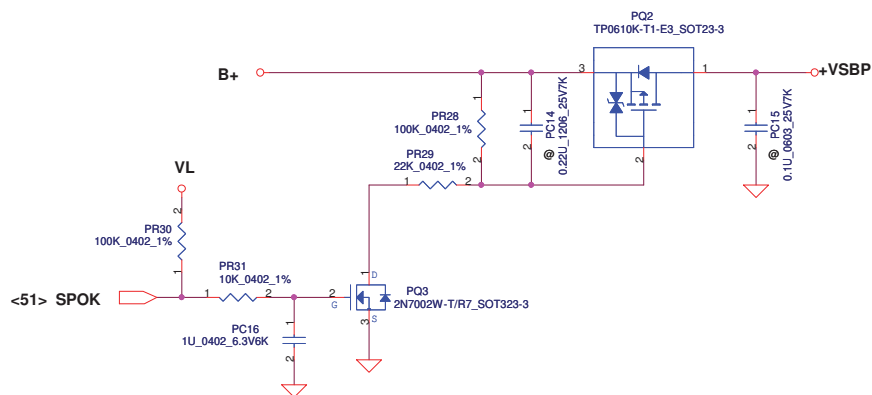 PQ2
TP0610K-T1-E3_SOT23-3
B+
3
1
+VSBP
1
PR28
100K_0402_1%
2
1
2
@ PC14
0.22U_1206_25V7K
2
1
2
@ PC15
0.1U_0603_25V7K
PR29
22K_0402_1%
1
2
VL
2
PR30
100K_0402_1%
1
PR31
10K_0402_1%
<51> SPOK
1
2
2
G
1
D
PQ3
2N7002W-T/R7_SOT323-3
3
S
PC16
1U_0402_6.3V6K
1
2